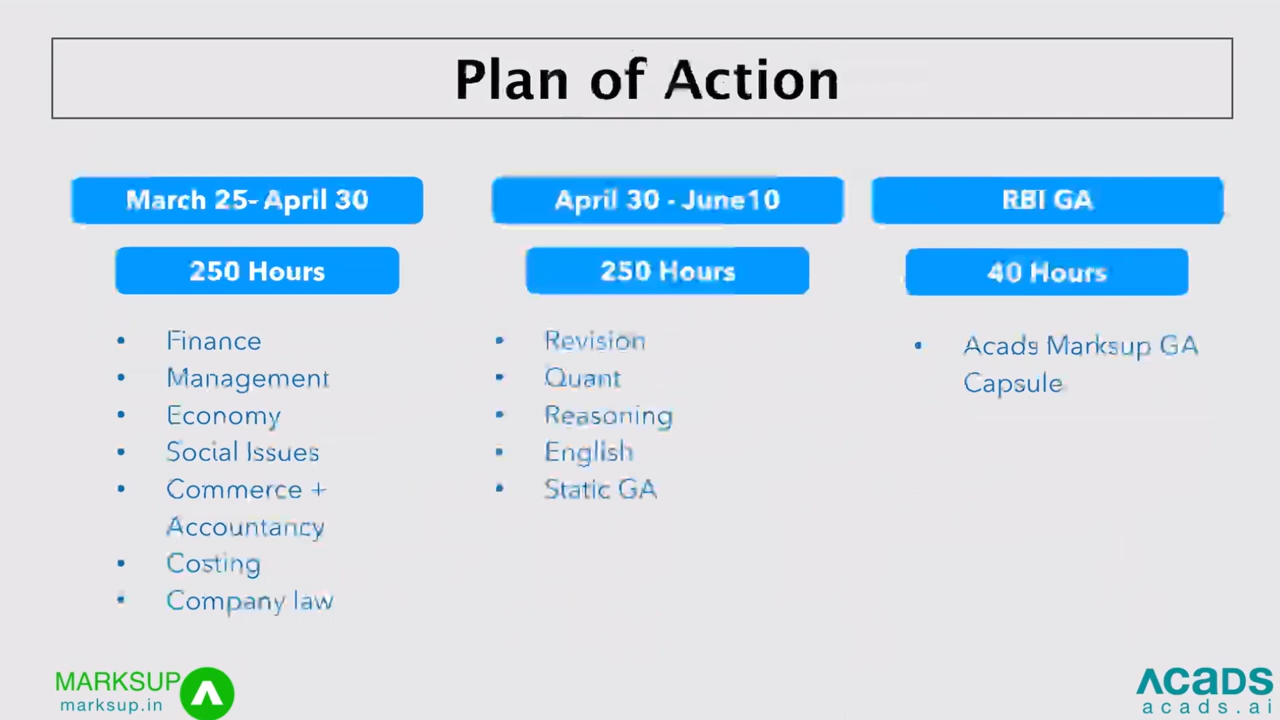 Plan of Action
March 25- April 30
250 Hours
• Finance
• Management
• Economy
• Social Issues
• Commerce +
Accountancy
• Costing
• Company law
April 30 - June10
250 Hours
• Revision
• Quant
• Reasoning
• English
• Static GA
RBI GA
40 Hours
• Acads Marksup GA
Capsule
MARKSUP
marksup.in
ACADS
acads.ai